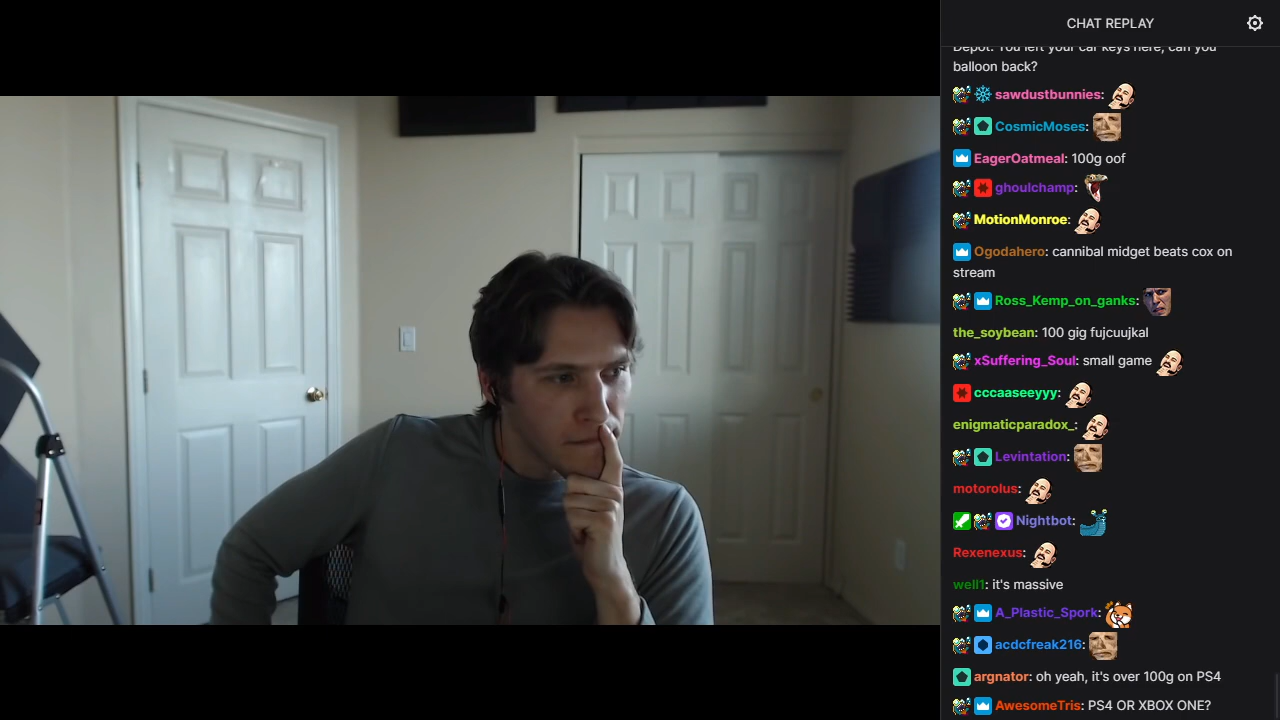 CHAT REPLAY
Depot: You left your car keys here, can you
balloon back?
sawdustbunnies:
CosmicMoses:
EagerOatmeal: 100g oof
ghoulchamp:
MotionMonroe:
Ogodahero: cannibal midget beats cox on
stream
Ross_Kemp_on_ganks:
the_soybean: 100 gig fujcuujkal
xSuffering_Soul: small game
cccaaseeyyy:
enigmaticparadox_:
Levintation:
motorolus:
Nightbot:
Rexenexus:
well1: it's massive
A_Plastic_Spork:
acdcfreak216:
argnator: oh yeah, it's over 100g on PS4
AwesomeTris: PS4 OR XBOX ONE?